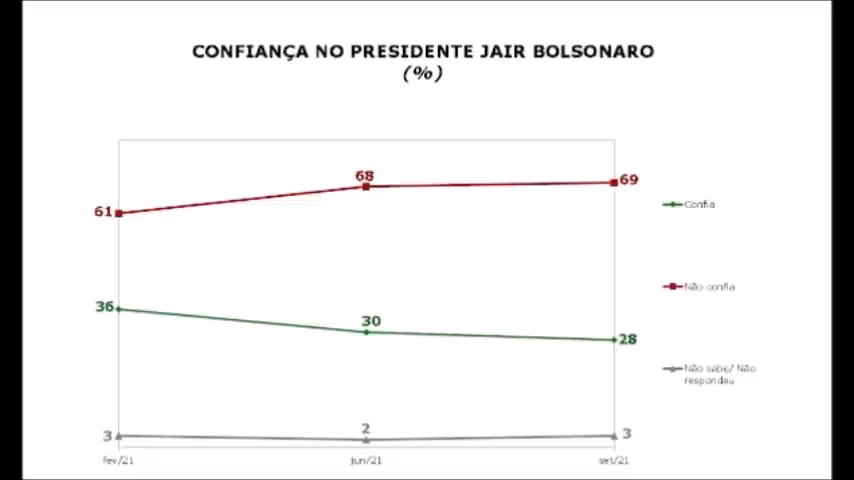 CONFIANÇA NO PRESIDENTE JAIR BOLSONARO
(%)
68
69
61
Confia
Não confia
36
30
28
Não sabe/ Não
respondeu
3
2
3
fev/21
jun/21
set/21